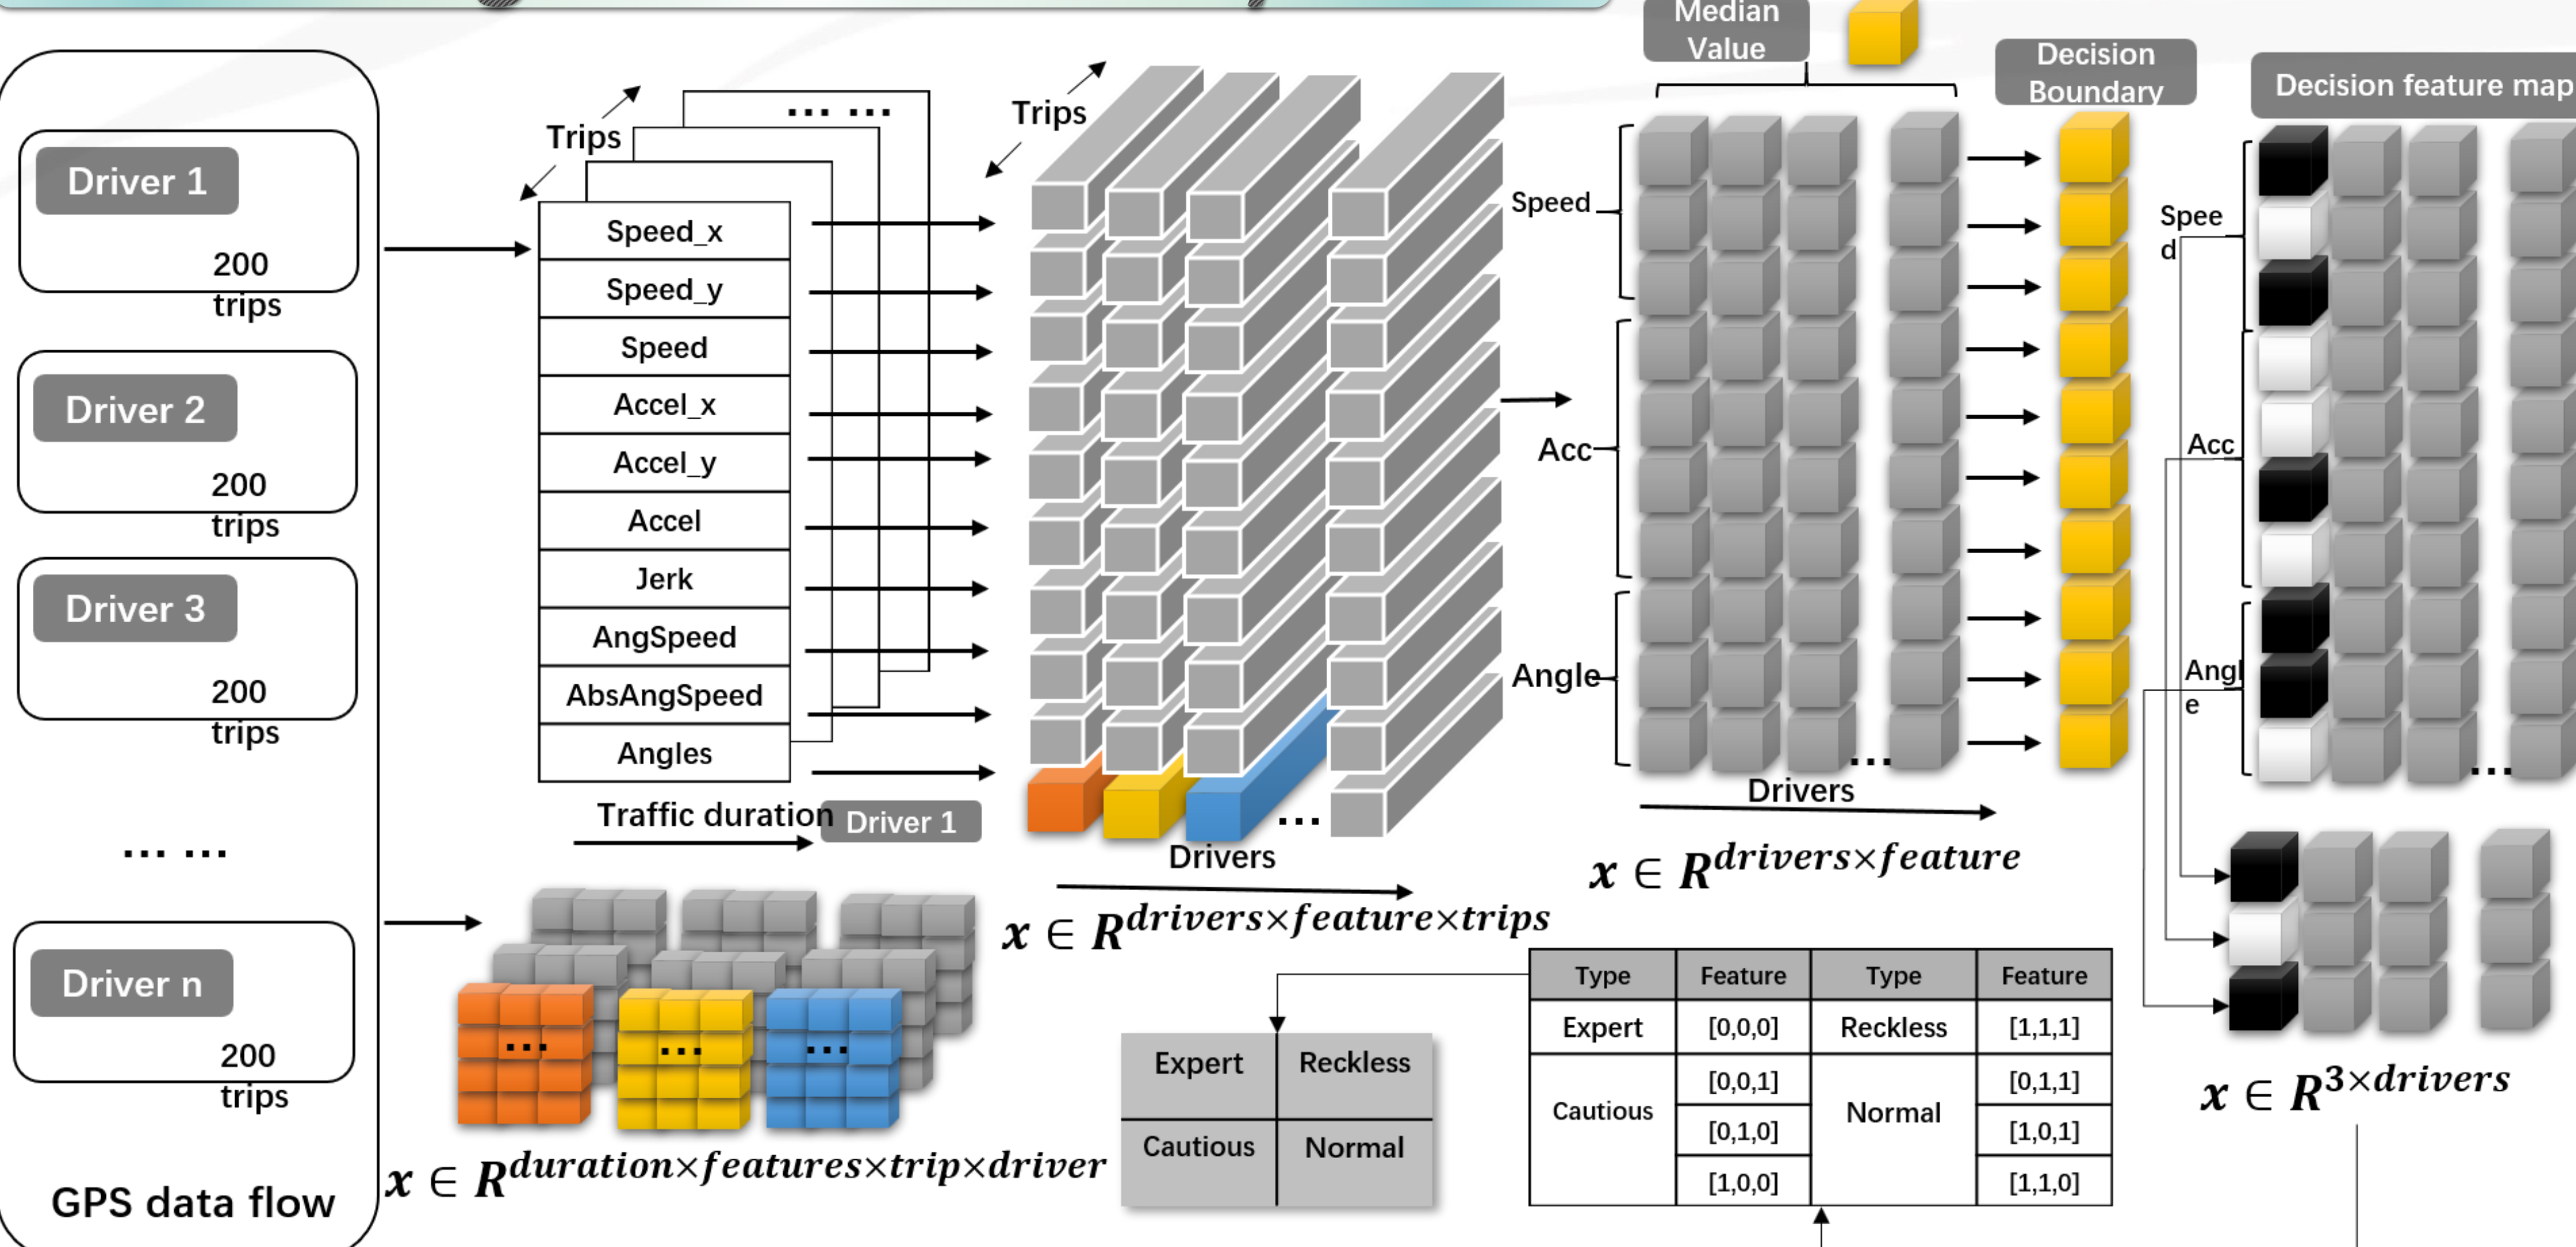 Driver 1
200
trips
Driver 2
200
trips
Driver 3
200
trips
... ...
Driver n
200
trips
GPS data flow
Trips
... ...
Speed_x
Speed_y
Speed
Accel_x
Accel_y
Accel
Jerk
AngSpeed
AbsAngSpeed
Angles
Traffic duration
Driver 1
...
...
...
x ∈ R^duration×features×trip×driver
Trips
...
Drivers
x ∈ R^drivers×feature×trips
Median
Value
Speed
Acc
Angle
...
Drivers
x ∈ R^drivers×feature
Decision
Boundary
Decision feature map
Spee
d
Acc
Angl
e
...
x ∈ R^3×drivers
Expert Reckless
Cautious Normal
Type Feature Type Feature
Expert [0,0,0] Reckless [1,1,1]
Cautious [0,0,1] Normal [0,1,1]
[0,1,0] [1,0,1]
[1,0,0] [1,1,0]